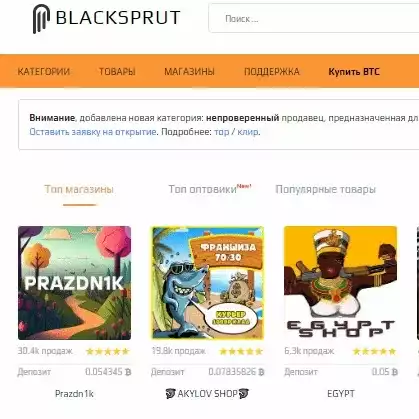 BLACKSPRUT
Поиск ...
КАТЕГОРИИ ТОВАРЫ МАГАЗИНЫ ПОДДЕРЖКА Купить BTC
Внимание, добавлена новая категория: непроверенный продавец, предназначенная дл
Оставить заявку на открытие. Подробнее: тор / клир.
Топ магазины Топ оптовики New! Популярные товары
PRAZDN1K
ФРАНШИЗА
70/30
КУРЬЕР
EGYPT
SHOP
30.4k продаж 19.8k продаж 6.3k продаж
Депозит 0.054345 ฿ Депозит 0.07835826 ฿ Депозит 0.05 ฿
Prazdn1k AKYLOV SHOP EGYPT